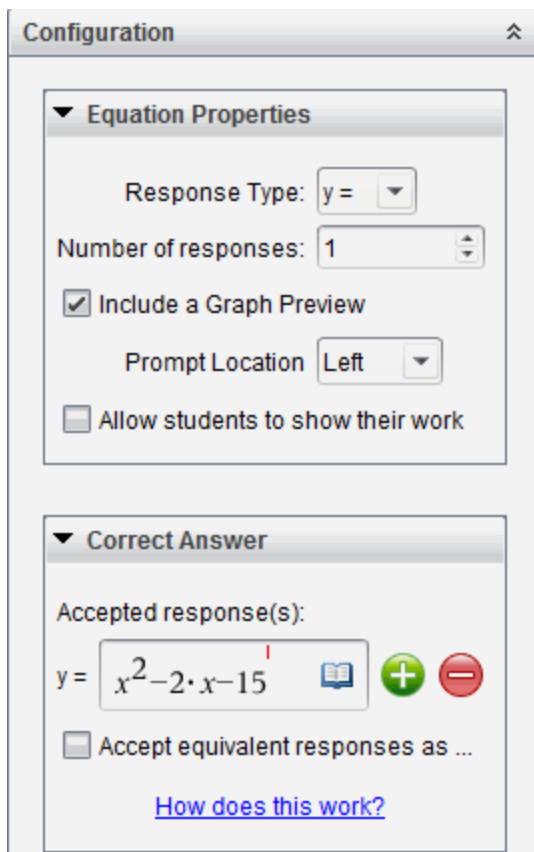 Configuration
Equation Properties
Response Type: y =
Number of responses: 1
Include a Graph Preview
Prompt Location Left
Allow students to show their work
Correct Answer
Accepted response(s):
y = x²−2·x−15
Accept equivalent responses as ...
How does this work?